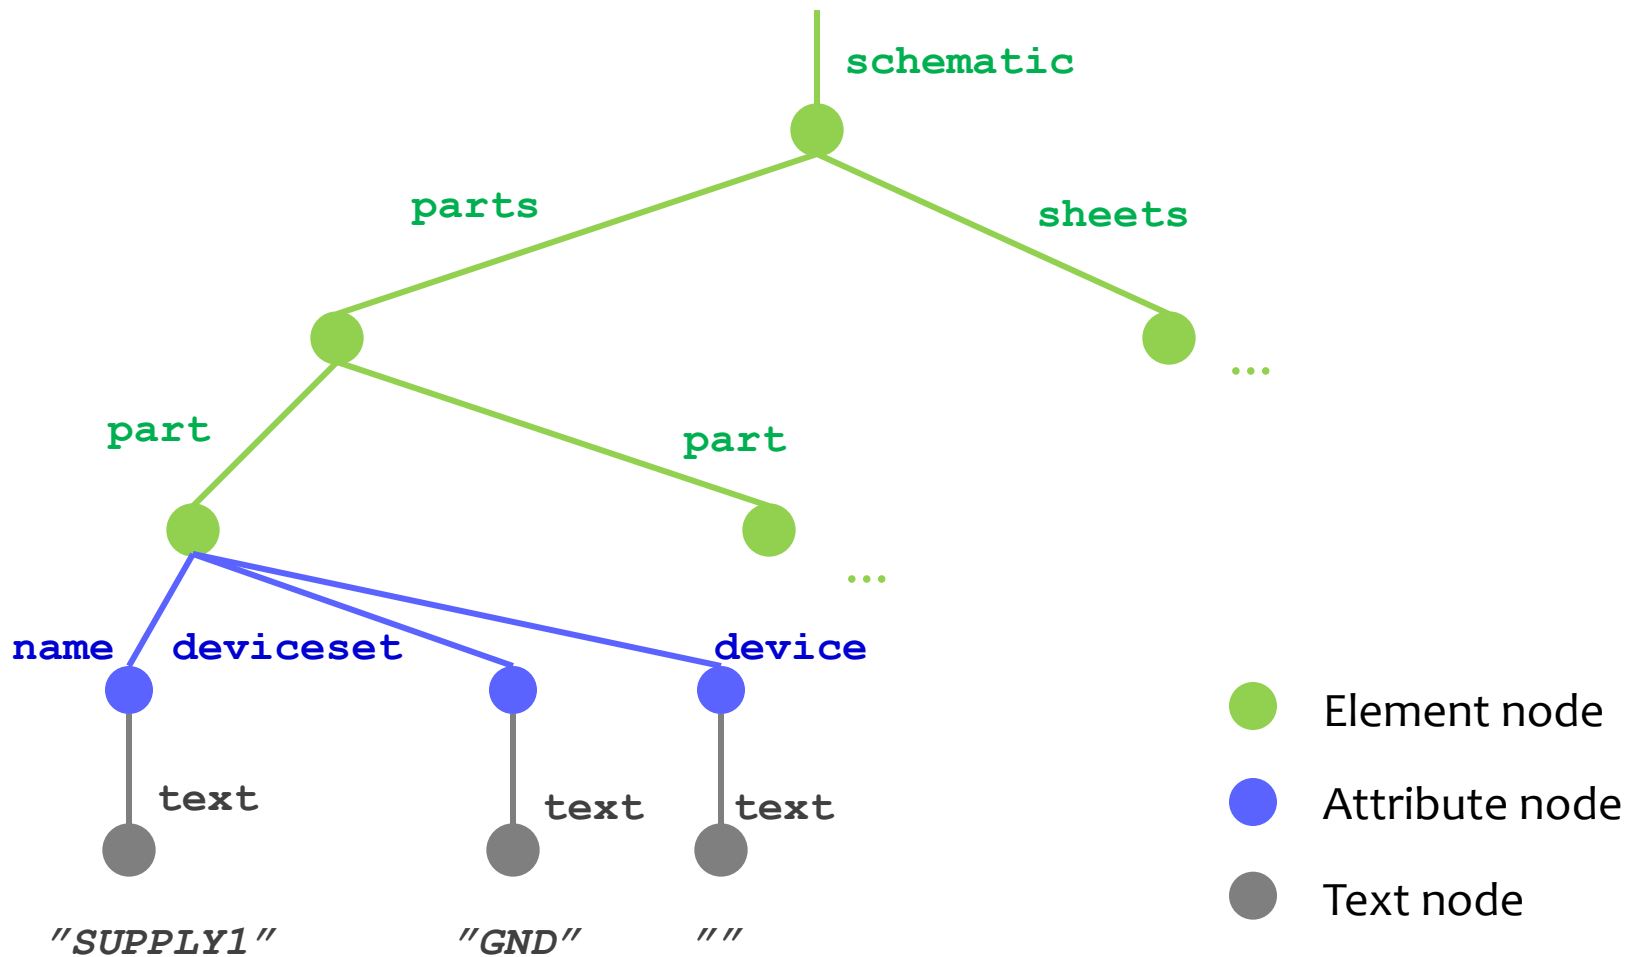 schematic
parts
sheets
...
part
part
...
name deviceset device
text text text
"SUPPLY1" "GND" ""
Element node
Attribute node
Text node